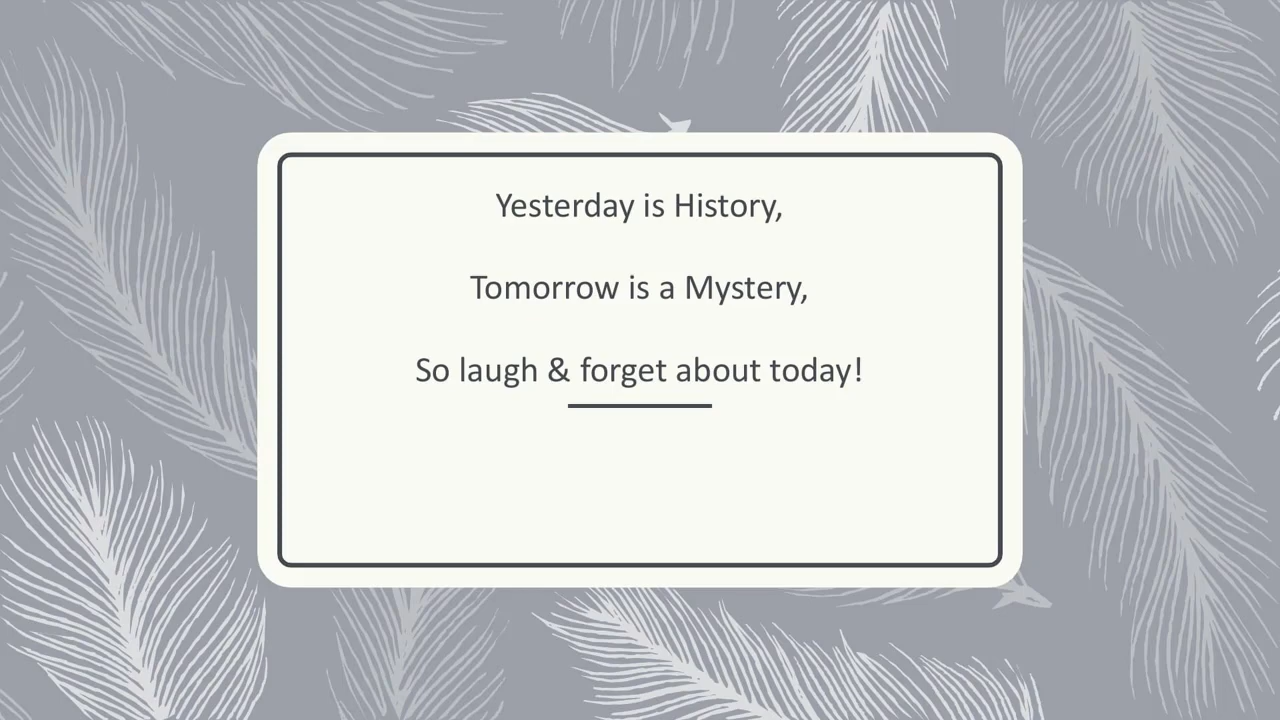 Yesterday is History,
Tomorrow is a Mystery,
So laugh & forget about today!